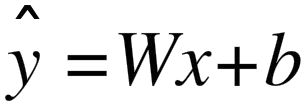 ŷ = Wx+b